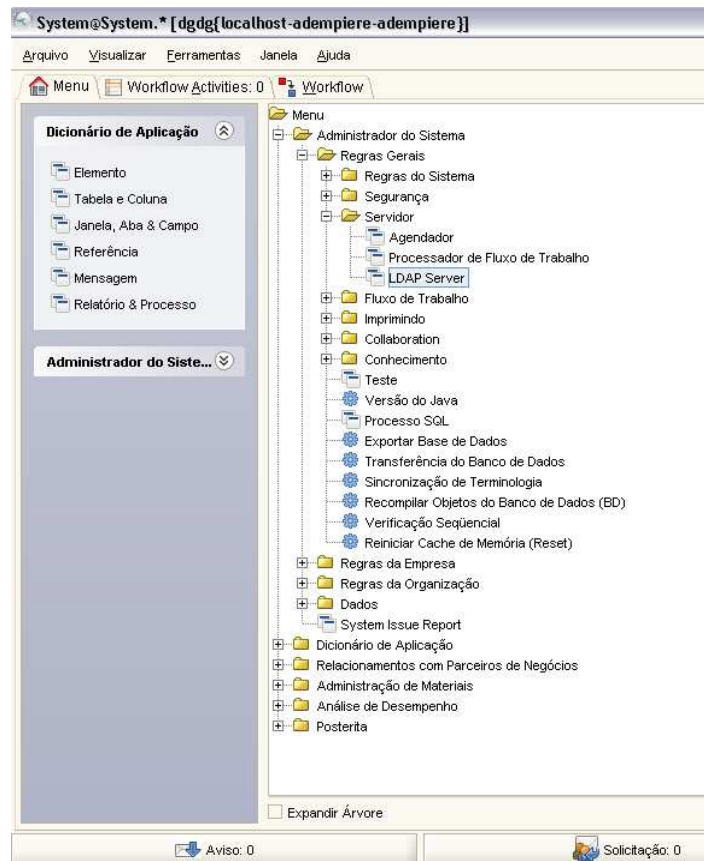 System@System.* [dgdg{localhost-adempiere-adempiere}]
Arquivo Visualizar Ferramentas Janela Ajuda
Menu Workflow Activities: 0 Workflow
Dicionário de Aplicação
Elemento
Tabela e Coluna
Janela, Aba & Campo
Referência
Mensagem
Relatório & Processo
Administrador do Siste...
Menu
Administrador do Sistema
Regras Gerais
Regras do Sistema
Segurança
Servidor
Agendador
Processador de Fluxo de Trabalho
LDAP Server
Fluxo de Trabalho
Imprimindo
Collaboration
Conhecimento
Teste
Versão do Java
Processo SQL
Exportar Base de Dados
Transferência do Banco de Dados
Sincronização de Terminologia
Recompilar Objetos do Banco de Dados (BD)
Verificação Seqüencial
Reiniciar Cache de Memória (Reset)
Regras da Empresa
Regras da Organização
Dados
System Issue Report
Dicionário de Aplicação
Relacionamentos com Parceiros de Negócios
Administração de Materiais
Análise de Desempenho
Posterita
Expandir Árvore
Aviso: 0 Solicitação: 0